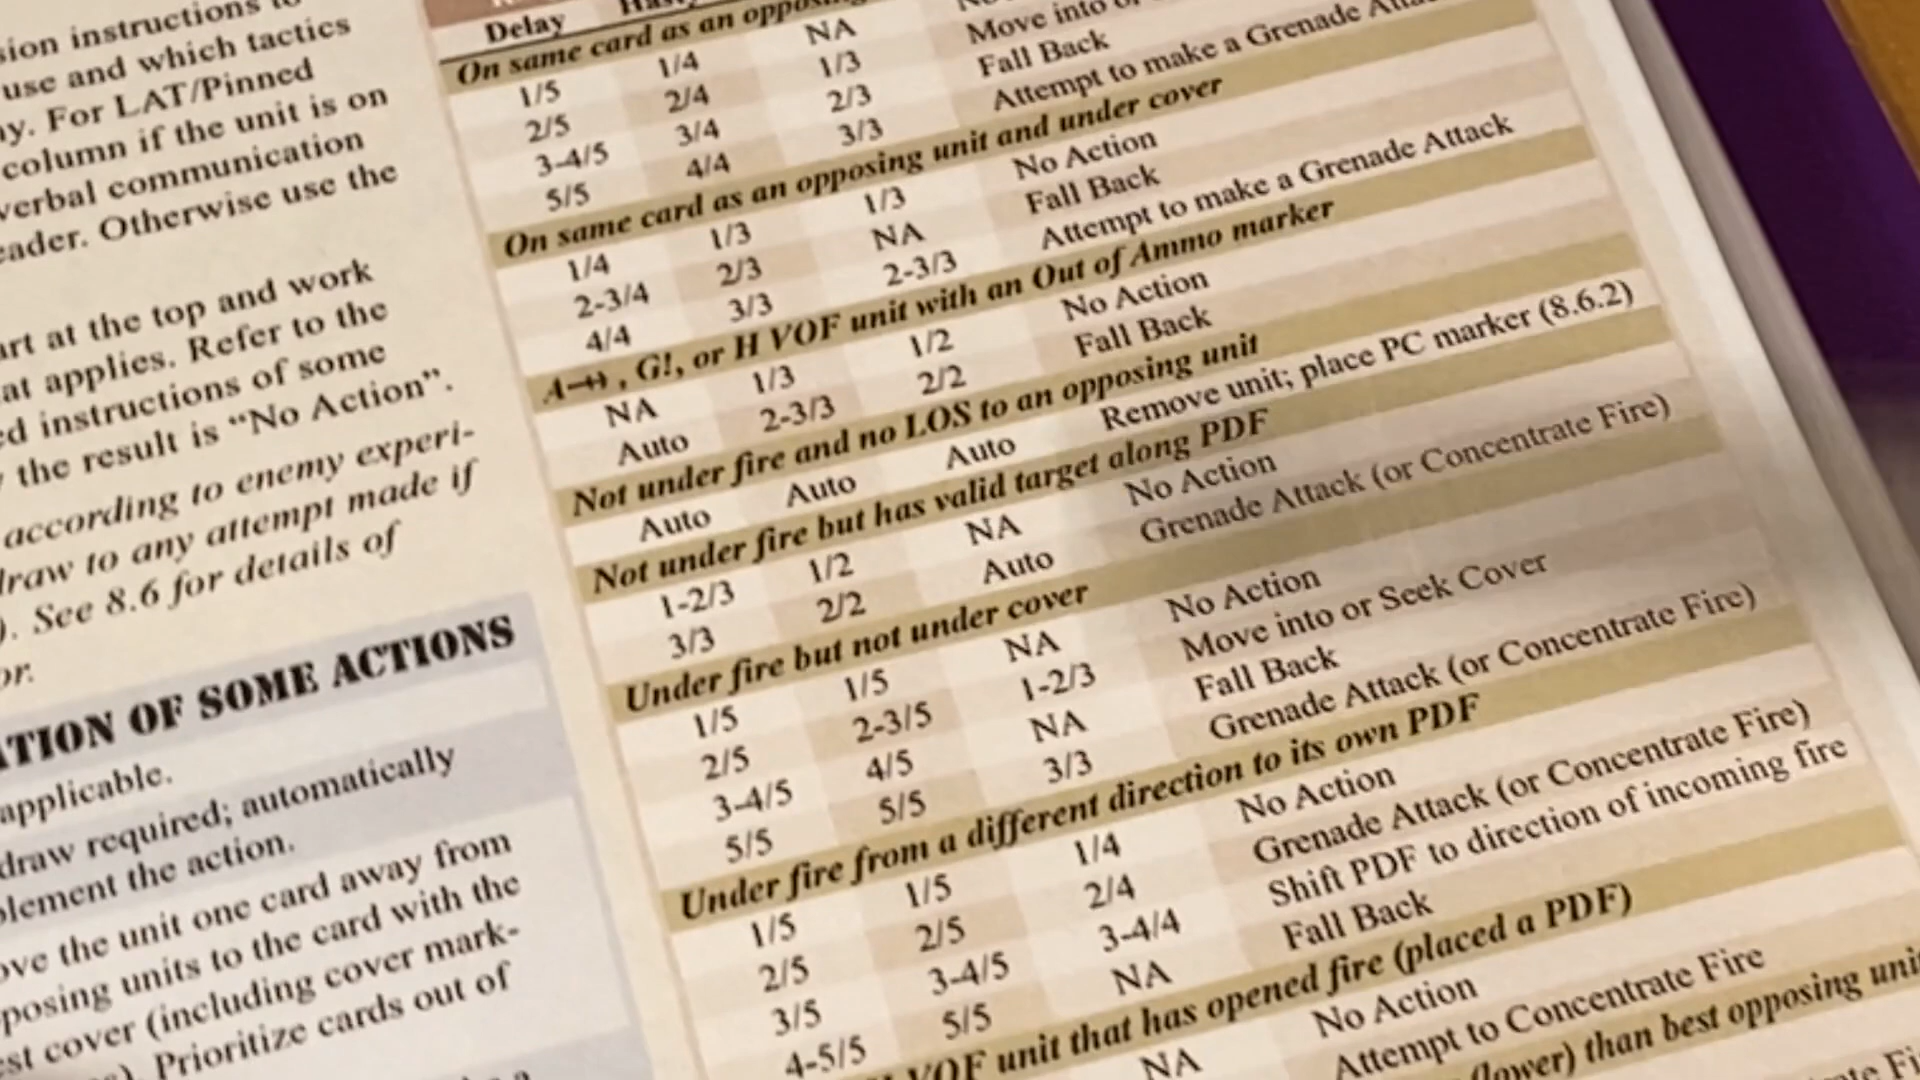 sion instructions to
use and which tactics
y. For LAT/Pinned
column if the unit is on
verbal communication
eader. Otherwise use the
art at the top and work
at applies. Refer to the
ed instructions of some
the result is “No Action”.
according to enemy experi-
draw to any attempt made if
). See 8.6 for details of
or.
ATION OF SOME ACTIONS
applicable.
draw required; automatically
plement the action.
ove the unit one card away from
posing units to the card with the
est cover (including cover mark-
). Prioritize cards out of
Delay
On same card as an opposing
1/5 1/4 NA
2/5 2/4 1/3 Move into or
3-4/5 3/4 2/3 Fall Back
5/5 4/4 3/3 Attempt to make a Grenade
On same card as an opposing unit and under cover
1/4 1/3 1/3 No Action
2-3/4 2/3 NA Fall Back
4/4 3/3 2-3/3 Attempt to make a Grenade Attack
A, G!, or H VOF unit with an Out of Ammo marker
NA 1/3 1/2 No Action
Auto 2-3/3 2/2 Fall Back
Not under fire and no LOS to an opposing unit
Auto Auto Auto Remove unit; place PC marker (8.6.2)
Not under fire but has valid target along PDF
1-2/3 1/2 NA No Action
3/3 2/2 Auto Grenade Attack (or Concentrate Fire)
Under fire but not under cover
1/5 1/5 NA No Action
2/5 2-3/5 1-2/3 Move into or Seek Cover
3-4/5 4/5 NA Fall Back
5/5 5/5 3/3 Grenade Attack (or Concentrate Fire)
Under fire from a different direction to its own PDF
1/5 1/5 1/4 No Action
2/5 2/5 2/4 Grenade Attack (or Concentrate Fire)
3/5 3-4/5 3-4/4 Shift PDF to direction of incoming fire
4-5/5 5/5 NA Fall Back
VOF unit that has opened fire (placed a PDF)
NA No Action
Attempt to Concentrate Fire
(lower) than best opposing unit